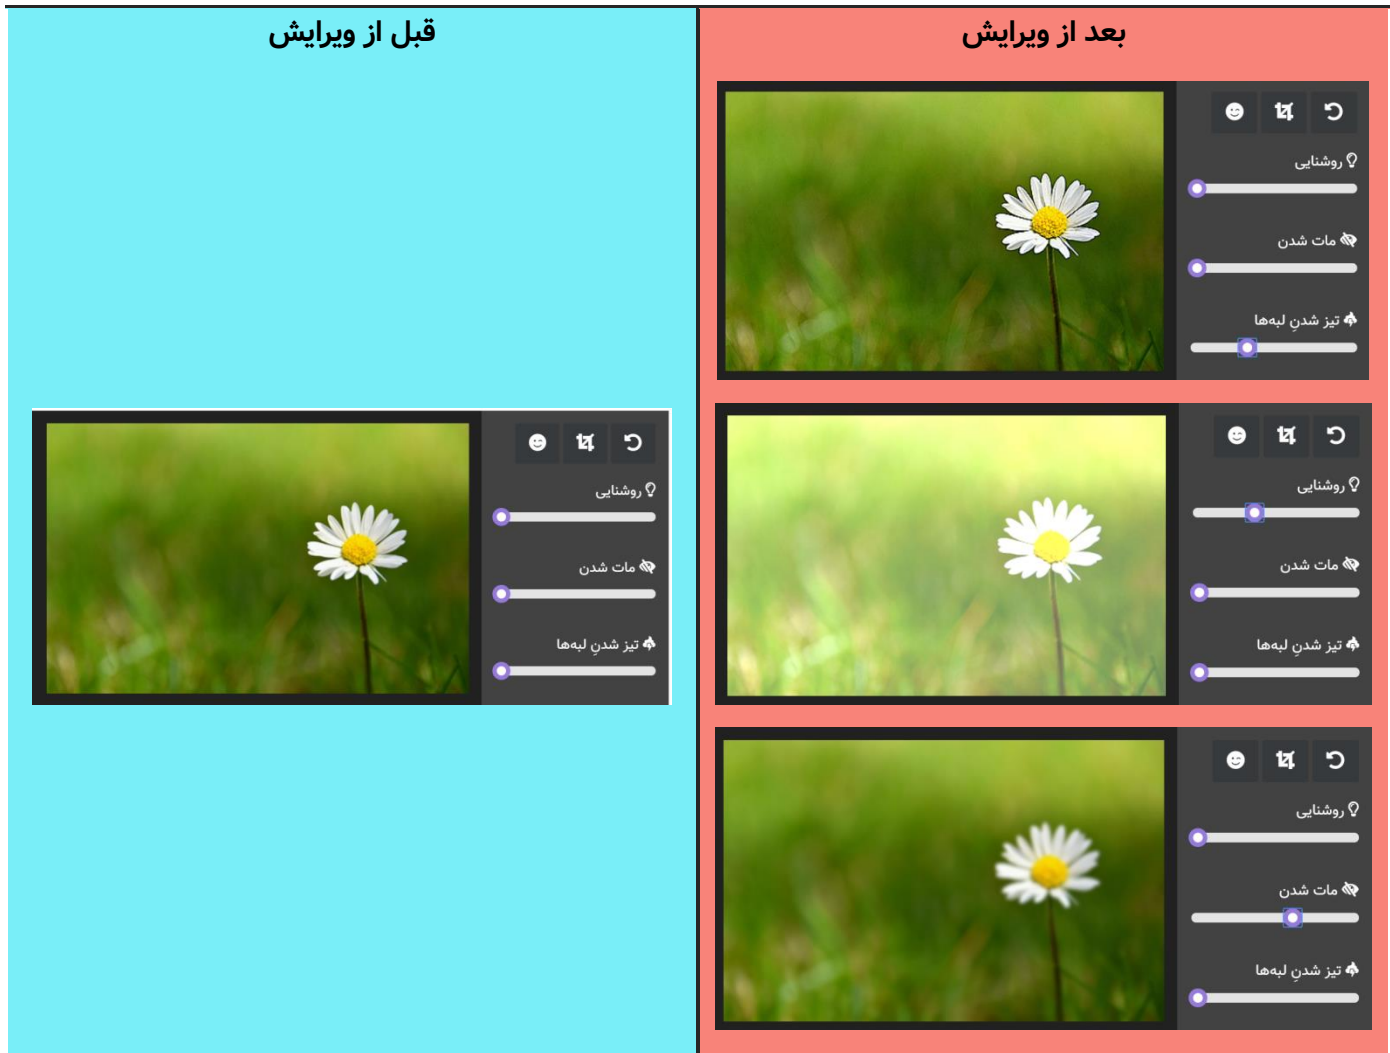 قبل از ویرایش
بعد از ویرایش
روشنایی
مات شدن
تیز شدنِ لبه‌ها
روشنایی
مات شدن
تیز شدنِ لبه‌ها
روشنایی
مات شدن
تیز شدنِ لبه‌ها
روشنایی
مات شدن
تیز شدنِ لبه‌ها